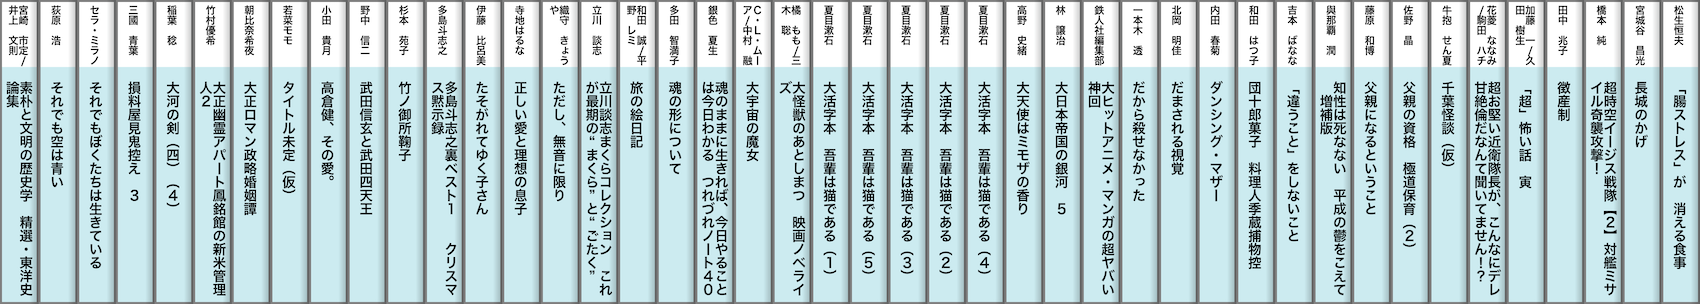 松生恒夫
「腸ストレス」が 消える食事
宮城谷 昌光
長城のかげ
橋本 純
超時空イージス戦隊【2】対艦ミサ
イル奇襲攻撃!
田中 兆子
徴産制
加藤 一/久
田 樹生
「超」怖い話 寅
花菱 ななみ
/駒田 ハチ
超お堅い近衛隊長が、こんなにデレ
甘絶倫だなんて聞いてません!?
牛抱 せん夏
千葉怪談(仮)
佐野 晶
父親の資格 極道保育(2)
藤原 和博
父親になるということ
與那覇 潤
知性は死なない 平成の鬱をこえて
増補版
吉本 ばなな
「違うこと」をしないこと
和田 はつ子
団十郎菓子 料理人季蔵捕物控
内田 春菊
ダンシング・マザー
北岡 明佳
だまされる視覚
一本木 透
だから殺せなかった
鉄人社編集部
大ヒットアニメ・マンガの超ヤバい
神回
林 譲治
大日本帝国の銀河 5
高野 史緒
大天使はミモザの香り
夏目漱石
大活字本 吾輩は猫である(4)
夏目漱石
大活字本 吾輩は猫である(2)
夏目漱石
大活字本 吾輩は猫である(3)
夏目漱石
大活字本 吾輩は猫である(5)
夏目漱石
大活字本 吾輩は猫である(1)
橘 もも/三
木 聡
大怪獣のあとしまつ 映画ノベライ
ズ
C・L・ムー
ア/中村 融
大宇宙の魔女
銀色 夏生
魂のままに生きれば、今日やること
は今日わかる つれづれノート40
多田 智満子
魂の形について
和田 誠/平
野 レミ
旅の絵日記
立川 談志
立川談志まくらコレクション これ
が最期の“まくら”と“ごたく”
織守 きょう
や
ただし、無音に限り
寺地はるな
正しい愛と理想の息子
伊藤 比呂美
たそがれてゆく子さん
多島斗志之
多島斗志之裏ベスト1 クリスマ
ス黙示録
杉本 苑子
竹ノ御所鞠子
野中 信二
武田信玄と武田四天王
小田 貴月
高倉健、その愛。
若菜モモ
タイトル未定(仮)
朝比奈希夜
大正ロマン政略婚姻譚
竹村優希
大正幽霊アパート鳳銘館の新米管理
人2
稲葉 稔
大河の剣(四) (4)
三國 青葉
損料屋見鬼控え 3
セラ・ミラノ
それでもぼくたちは生きている
荻原 浩
それでも空は青い
宮崎 市定/
井上 文則
素朴と文明の歴史学 精選・東洋史
論集